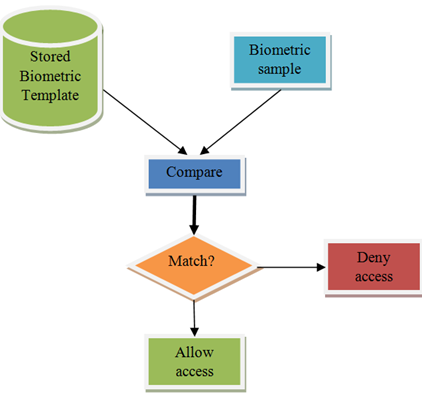 Stored
Biometric
Template
Biometric
sample
Compare
Match?
Deny
access
Allow
access